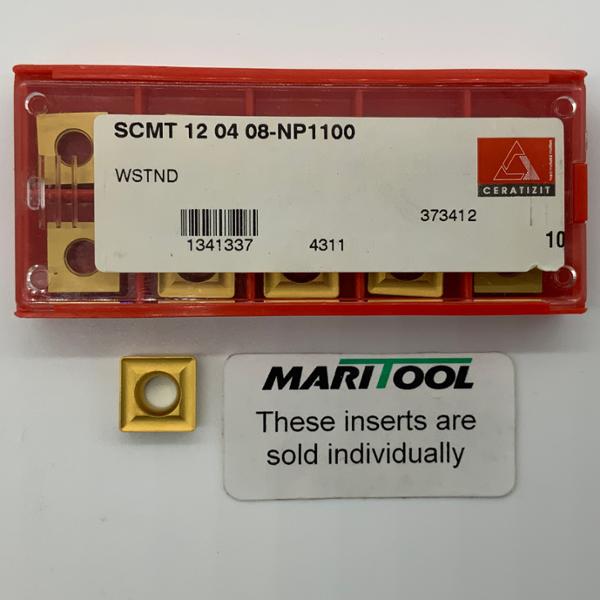 SCMT 12 04 08-NP1100
WSTND
CERATIZIT
373412
1341337 4311
10
MARITOOL
These inserts are
sold individually